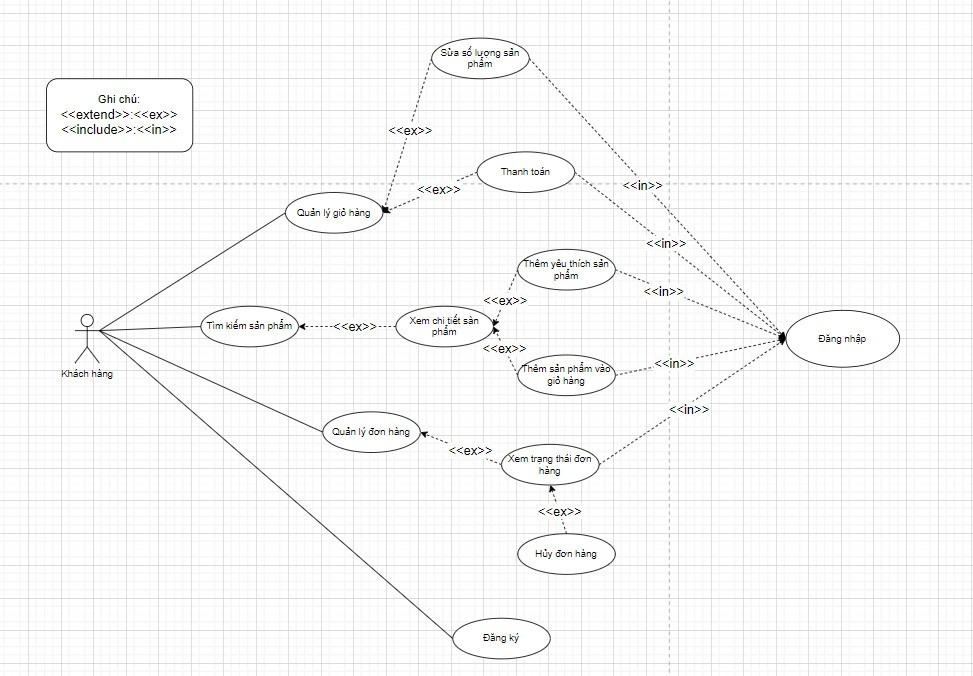 Sửa số lượng sản
phẩm
Ghi chú:
<<extend>>:<<ex>>
<<include>>:<<in>>
<<ex>>
Thanh toán
<<ex>>
<<in>>
Quản lý giỏ hàng
<<in>>
Thêm yêu thích sản
phẩm
<<in>>
<<ex>>
Tìm kiếm sản phẩm
<<ex>>
Xem chi tiết sản
phẩm
Đăng nhập
<<ex>>
Khách hàng
Thêm sản phẩm vào
giỏ hàng
<<in>>
<<in>>
Quản lý đơn hàng
<<ex>>
Xem trạng thái đơn
hàng
<<ex>>
Hủy đơn hàng
Đăng ký